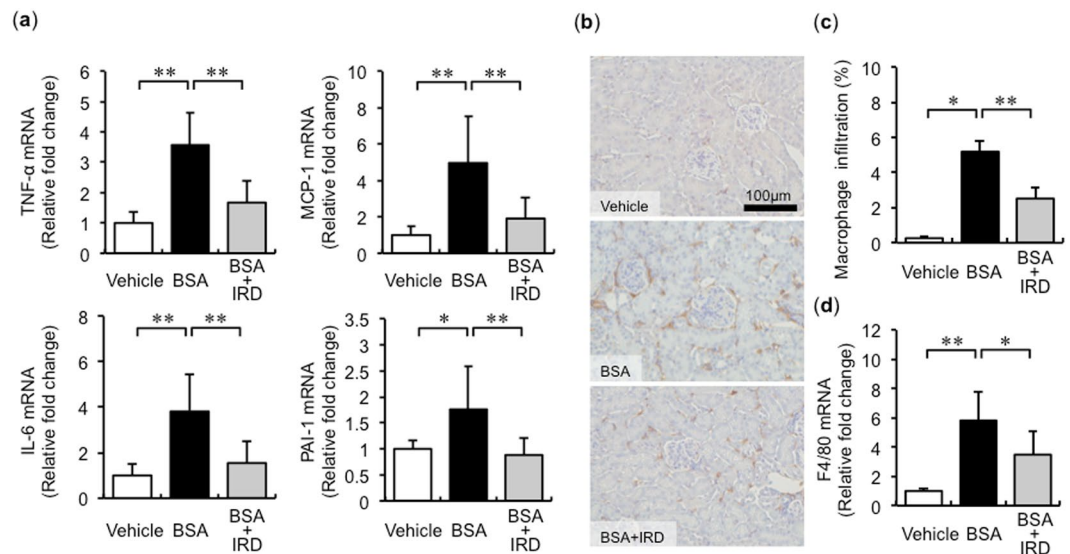 (a)
TNF-α mRNA
(Relative fold change)
6
5
4
3
2
1
0
** **
Vehicle BSA BSA
+
IRD
MCP-1 mRNA
(Relative fold change)
10
8
6
4
2
0
** **
Vehicle BSA BSA
+
IRD
IL-6 mRNA
(Relative fold change)
8
6
4
2
0
** **
Vehicle BSA BSA
+
IRD
PAI-1 mRNA
(Relative fold change)
3.5
3
2.5
2
1.5
1
0.5
0
* **
Vehicle BSA BSA
+
IRD
(b)
Vehicle
100µm
BSA
BSA+IRD
(c)
Macrophage
infiltration (%)
10
8
6
4
2
0
* **
Vehicle BSA BSA
+
IRD
(d)
F4/80 mRNA
(Relative fold change)
12
10
8
6
4
2
0
** *
Vehicle BSA BSA
+
IRD